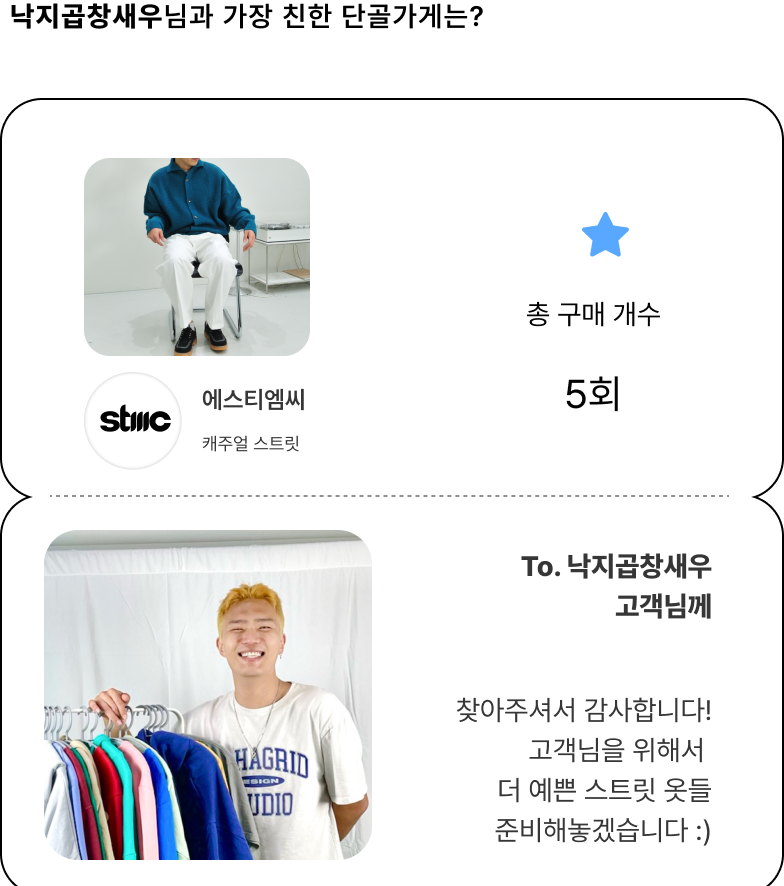 낙지곱창새우님과 가장 친한 단골가게는?
총 구매 개수
5회
stmc
에스티엠씨
캐주얼 스트릿
To. 낙지곱창새우
고객님께
찾아주셔서 감사합니다!
고객님을 위해서
더 예쁜 스트릿 옷들
준비해놓겠습니다 :)
HAGRID
ESIGN
UDIO